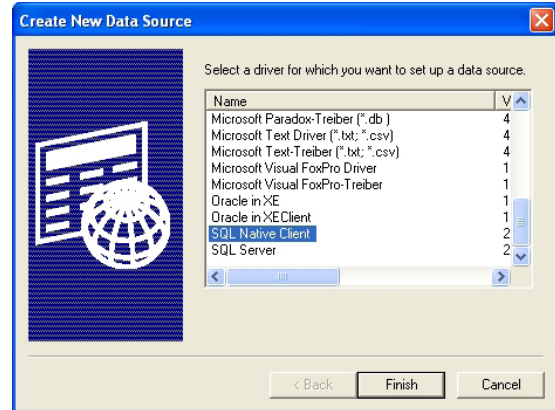 Create New Data Source
Select a driver for which you want to set up a data source.
Name V
Microsoft Paradox-Treiber (*.db ) 4
Microsoft Text Driver (*.txt; *.csv) 4
Microsoft Text-Treiber (*.txt; *.csv) 4
Microsoft Visual FoxPro Driver 1
Microsoft Visual FoxPro-Treiber 1
Oracle in XE 1
Oracle in XEClient 1
SQL Native Client 2
SQL Server 2
< Back Finish Cancel